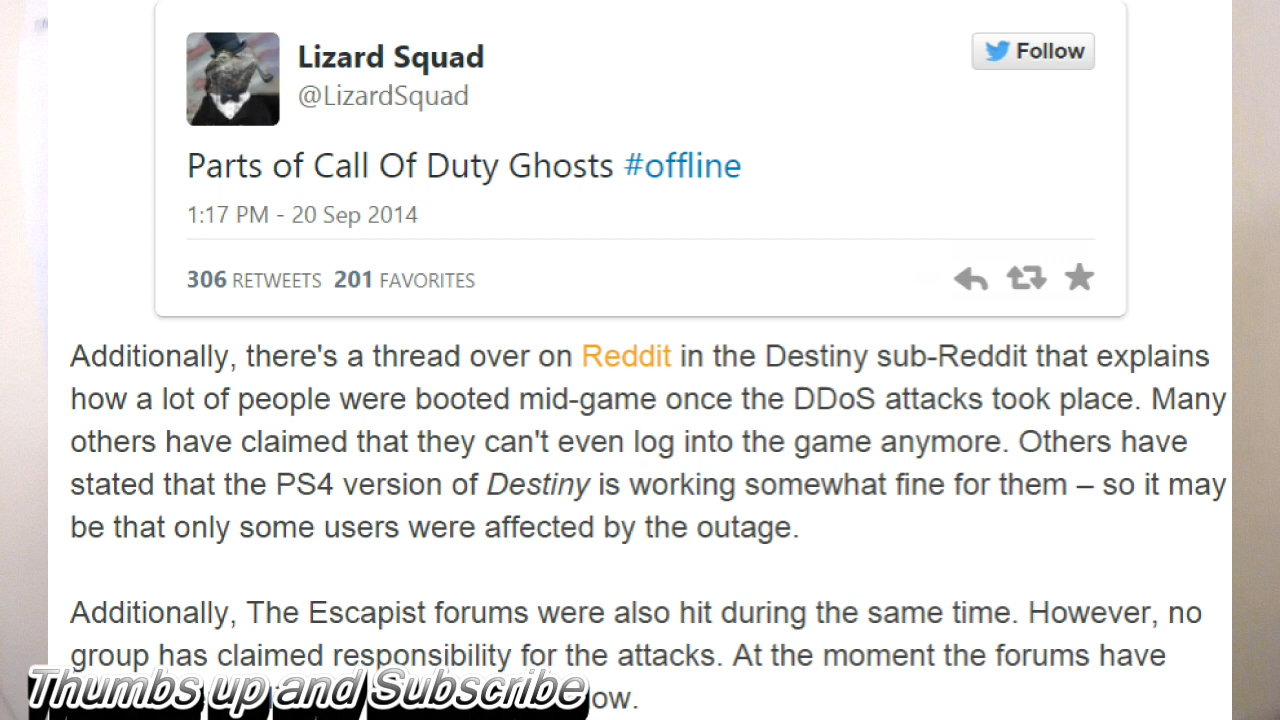 Lizard Squad
Follow
@LizardSquad
Parts of Call Of Duty Ghosts #offline
1:17 PM - 20 Sep 2014
306 RETWEETS 201 FAVORITES
Additionally, there's a thread over on Reddit in the Destiny sub-Reddit that explains
how a lot of people were booted mid-game once the DDoS attacks took place. Many
others have claimed that they can't even log into the game anymore. Others have
stated that the PS4 version of Destiny is working somewhat fine for them – so it may
be that only some users were affected by the outage.
Additionally, The Escapist forums were also hit during the same time. However, no
group has claimed responsibility for the attacks. At the moment the forums have
Thumbs up and Subscribe